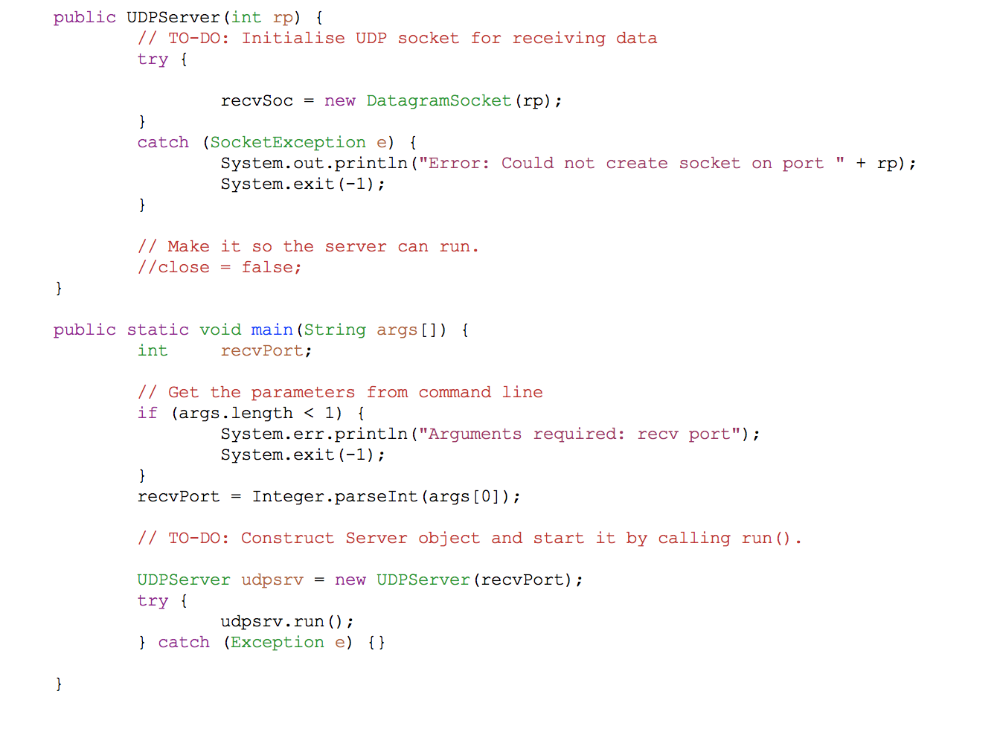 public UDPServer(int rp) {
// TO-DO: Initialise UDP socket for receiving data
try {
recvSoc = new DatagramSocket(rp);
}
catch (SocketException e) {
System.out.println("Error: Could not create socket on port " + rp);
System.exit(-1);
}
// Make it so the server can run.
//close = false;
}
public static void main(String args[]) {
int recvPort;
// Get the parameters from command line
if (args.length < 1) {
System.err.println("Arguments required: recv port");
System.exit(-1);
}
recvPort = Integer.parseInt(args[0]);
// TO-DO: Construct Server object and start it by calling run().
UDPServer udpsrv = new UDPServer(recvPort);
try {
udpsrv.run();
} catch (Exception e) {}
}